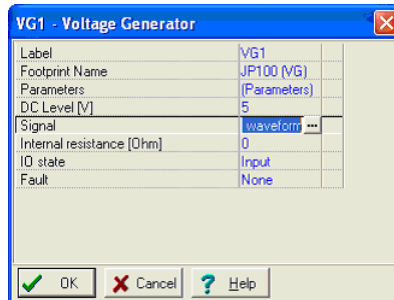 VG1 - Voltage Generator
Label VG1
Footprint Name JP100 (VG)
Parameters (Parameters)
DC Level [V] 5
Signal waveform ...
Internal resistance [Ohm] 0
IO state Input
Fault None
OK Cancel ? Help